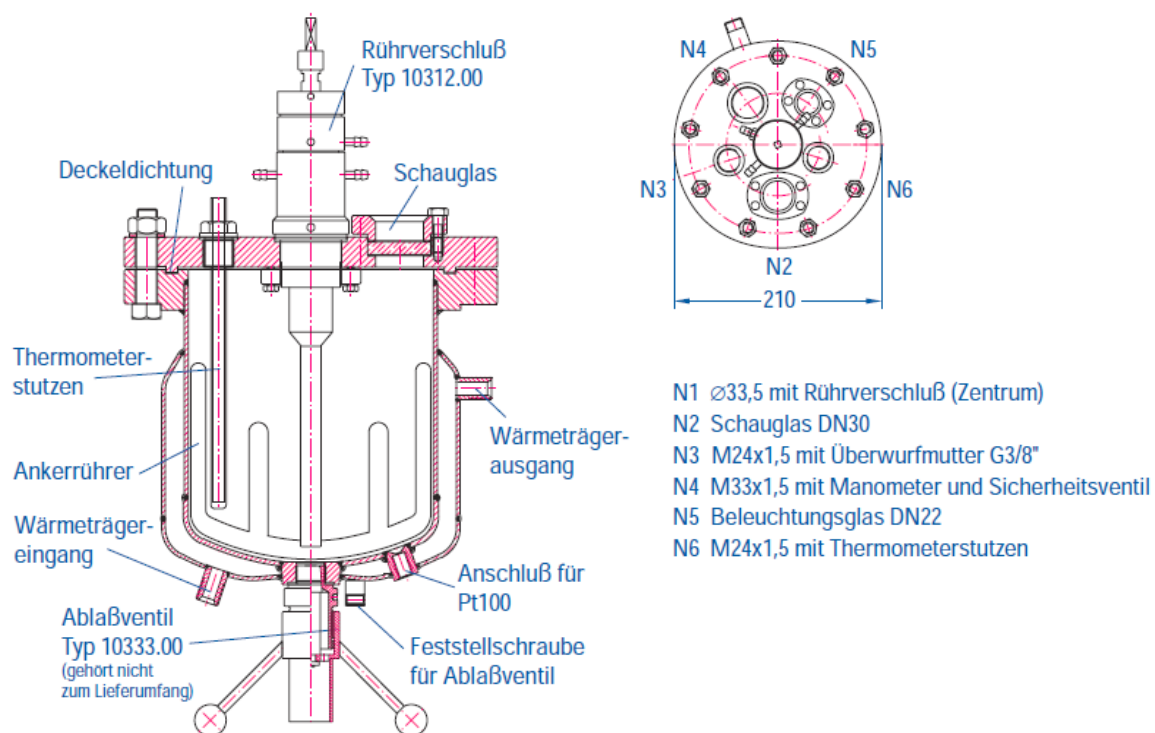 Rührverschluß
Typ 10312.00
Deckeldichtung
Schauglas
Thermometer-
stutzen
Ankerrührer
Wärmeträger-
ausgang
Wärmeträger-
eingang
Anschluß für
Pt100
Ablaßventil
Typ 10333.00
(gehört nicht
zum Lieferumfang)
Feststellschraube
für Ablaßventil
N4
N5
N3
N6
N2
210
N1 ∅33,5 mit Rührverschluß (Zentrum)
N2 Schauglas DN30
N3 M24x1,5 mit Überwurfmutter G3/8"
N4 M33x1,5 mit Manometer und Sicherheitsventil
N5 Beleuchtungsglas DN22
N6 M24x1,5 mit Thermometerstutzen